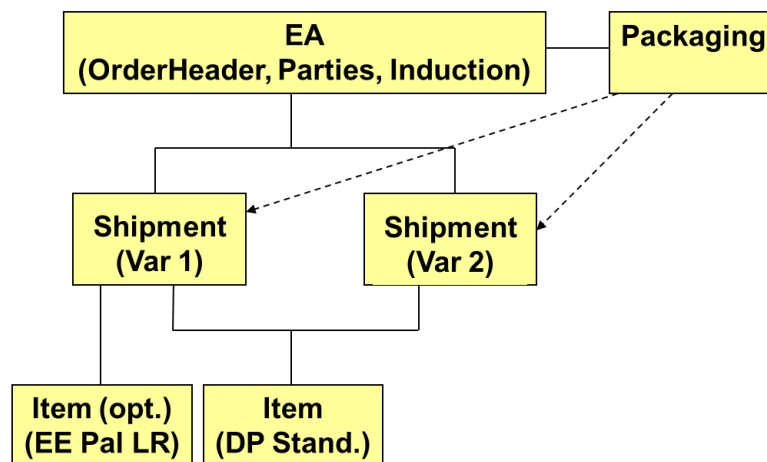 EA
(OrderHeader, Parties, Induction)
Packaging
Shipment
(Var 1)
Shipment
(Var 2)
Item (opt.)
(EE Pal LR)
Item
(DP Stand.)